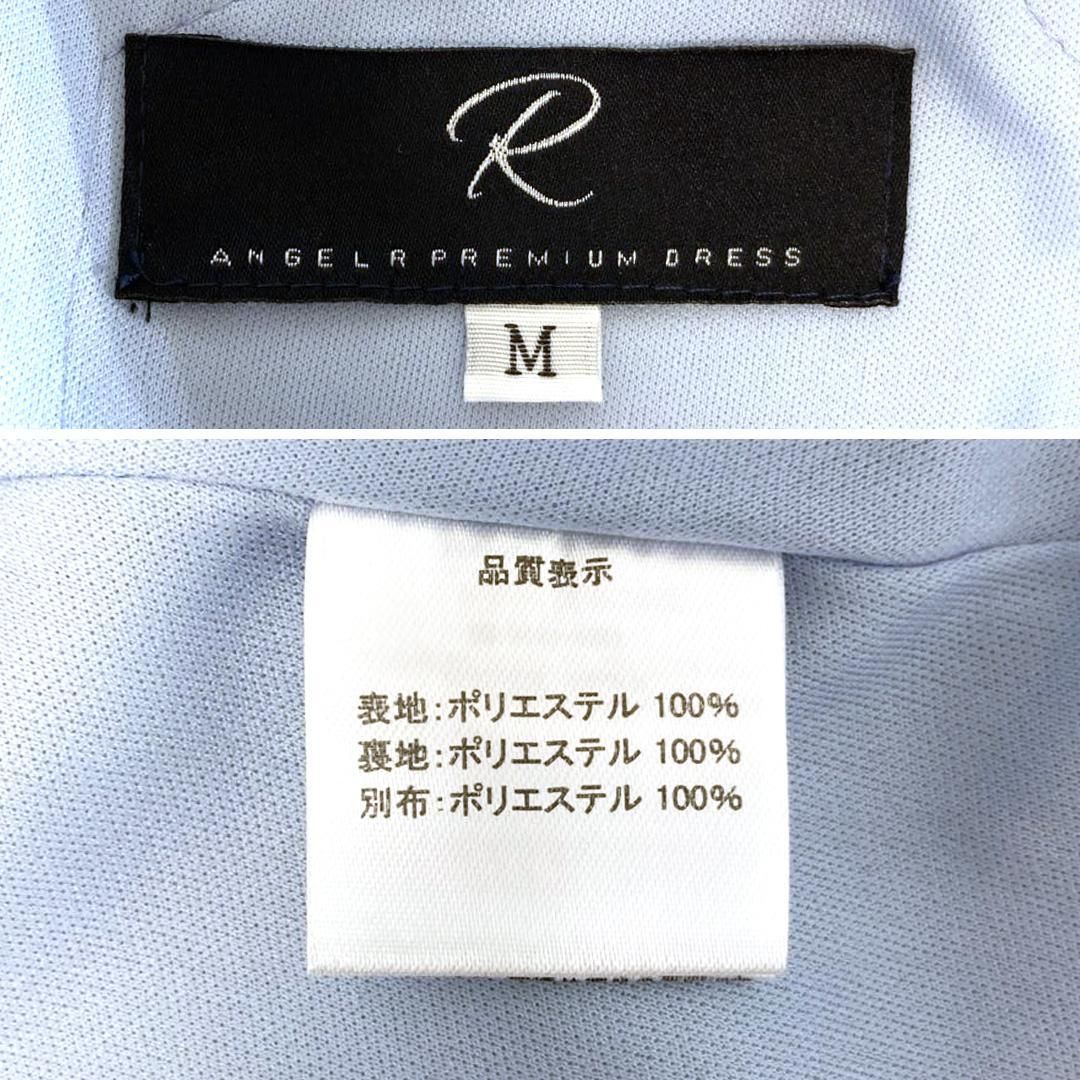 R
ANGEL R PREMIUM DRESS
M
品質表示
表地:ポリエステル 100%
裏地:ポリエステル 100%
別布:ポリエステル 100%